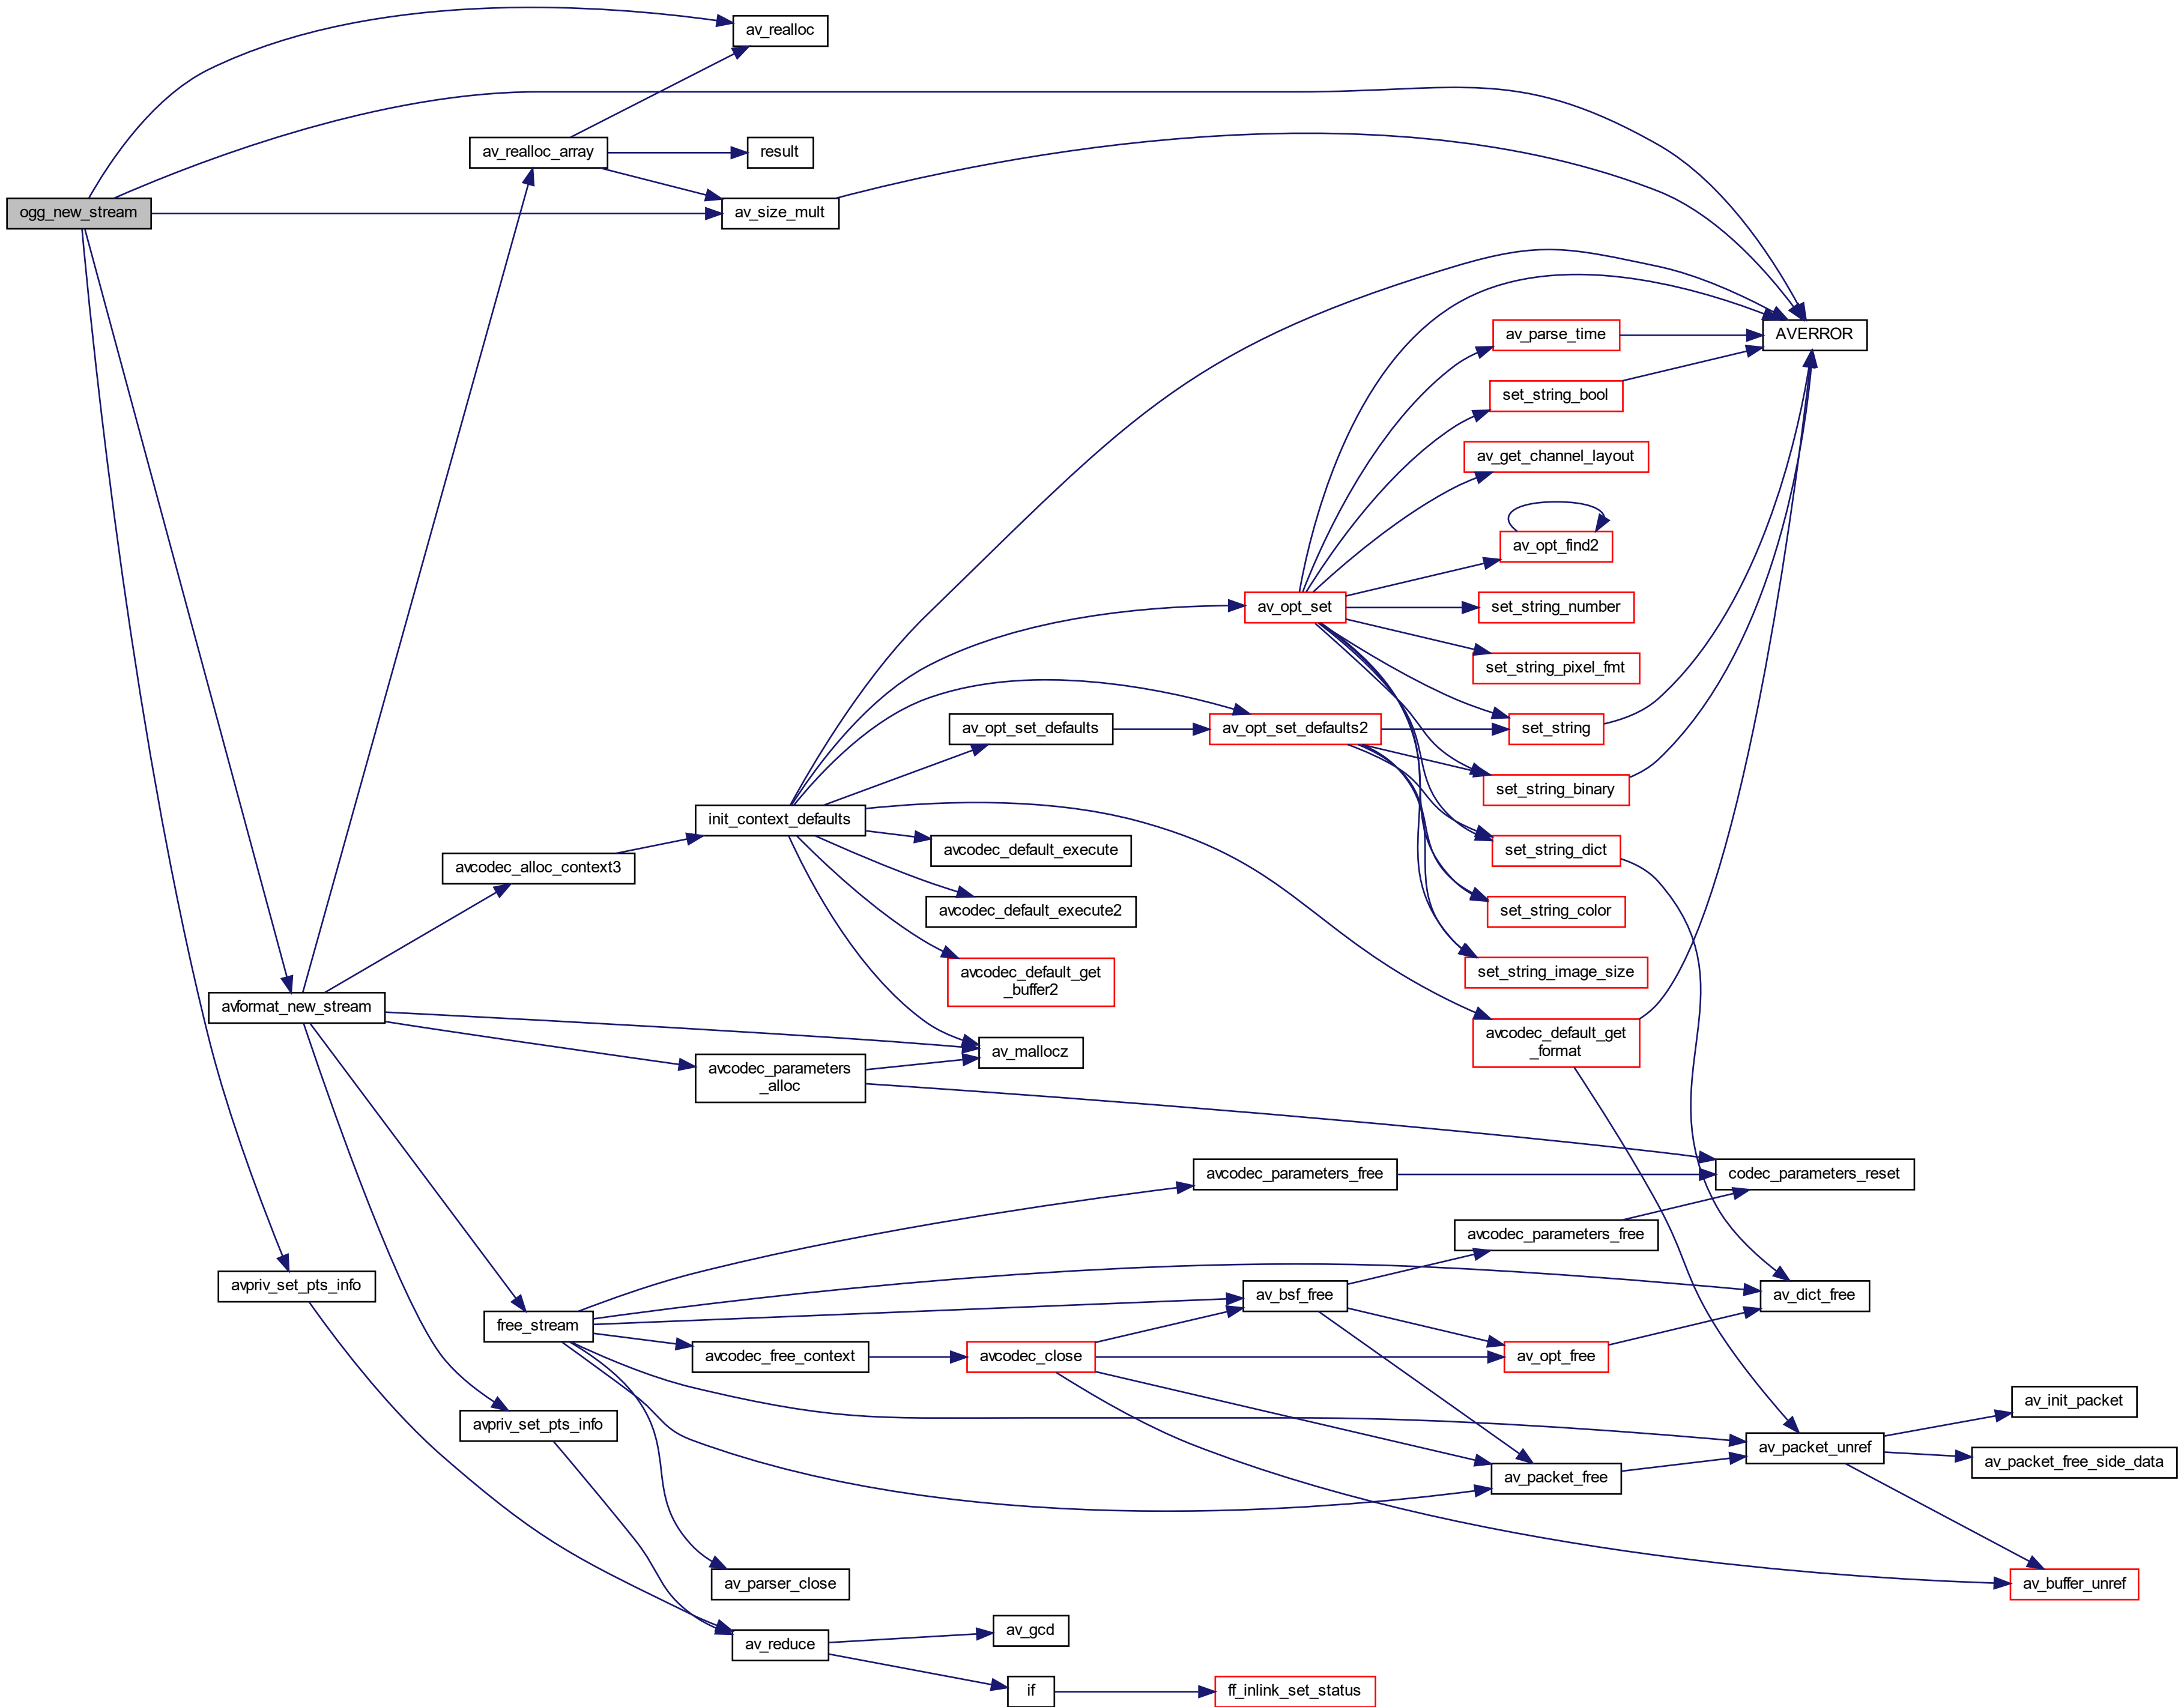 av_realloc
av_realloc_array
result
ogg_new_stream
av_size_mult
AVERROR
av_parse_time
set_string_bool
av_get_channel_layout
av_opt_find2
av_opt_set
set_string_number
set_string_pixel_fmt
av_opt_set_defaults
av_opt_set_defaults2
set_string
set_string_binary
init_context_defaults
avcodec_default_execute
set_string_dict
avcodec_alloc_context3
avcodec_default_execute2
set_string_color
avcodec_default_get
_buffer2
set_string_image_size
avformat_new_stream
avcodec_default_get
_format
av_mallocz
avcodec_parameters
_alloc
avcodec_parameters_free
codec_parameters_reset
avcodec_parameters_free
avpriv_set_pts_info
av_bsf_free
av_dict_free
free_stream
avcodec_free_context
avcodec_close
av_opt_free
av_init_packet
avpriv_set_pts_info
av_packet_unref
av_packet_free_side_data
av_packet_free
av_parser_close
av_buffer_unref
av_reduce
av_gcd
if
ff_inlink_set_status